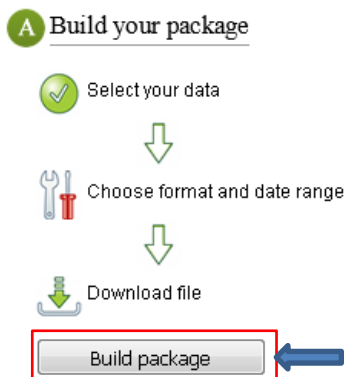 A Build your package
Select your data
Choose format and date range
Download file
Build package